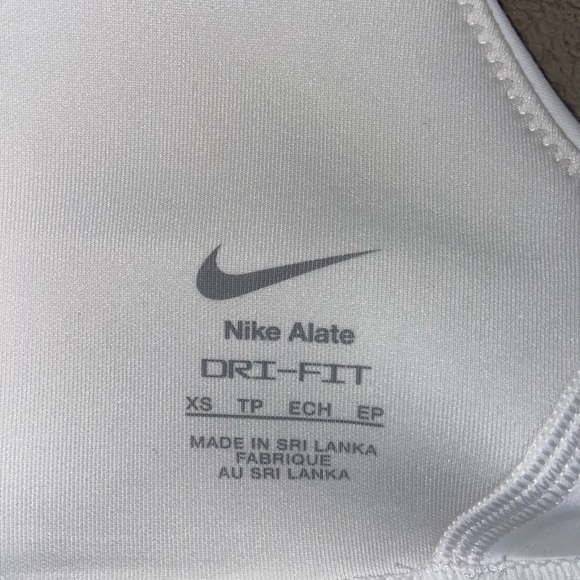 Nike Alate
DRI-FIT
XS TP ECH EP
MADE IN SRI LANKA
FABRIQUE
AU SRI LANKA